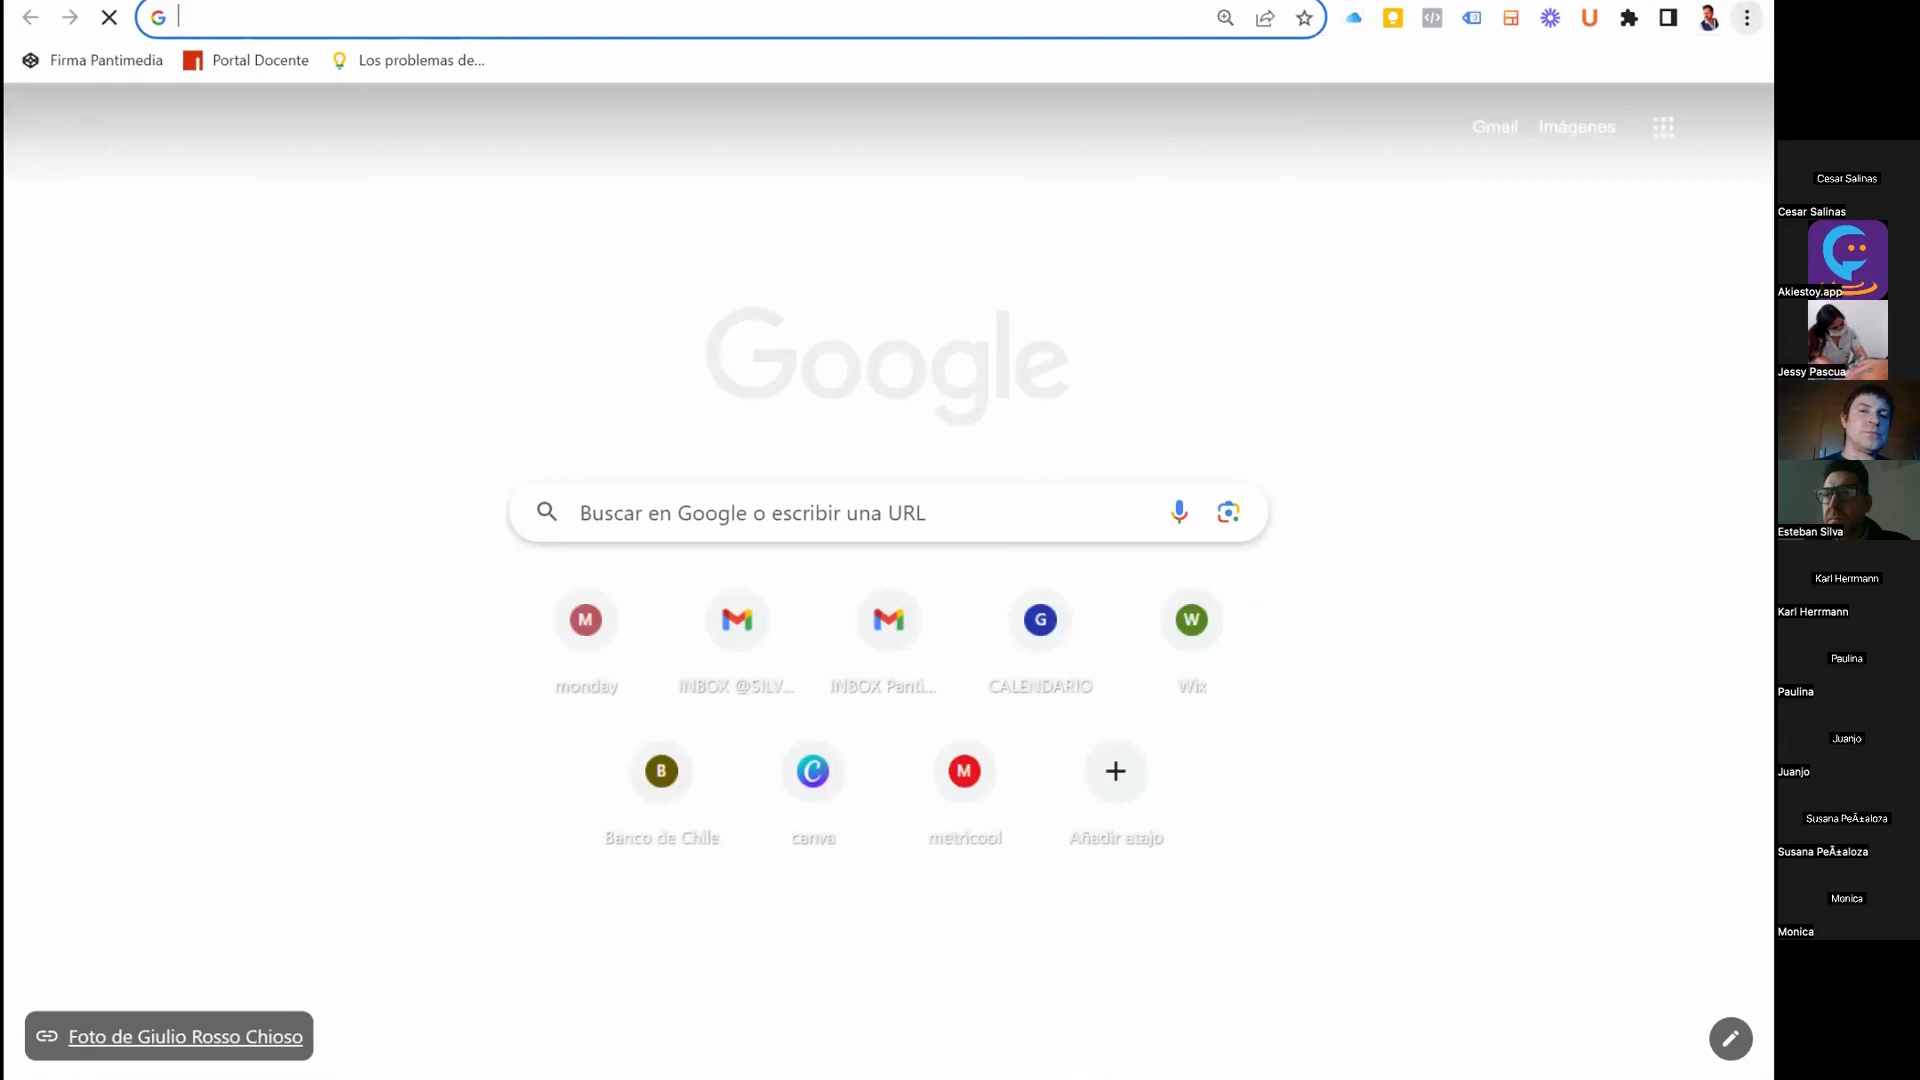 Firma Pantimedia
Portal Docente
Los problemas de...
Gmail
Imágenes
Google
Buscar en Google o escribir una URL
M
G
W
monday
INBOX @SILV...
INBOX Panti...
CALENDARIO
Wix
B
M
Banco de Chile
canva
metricool
Añadir atajo
Foto de Giulio Rosso Chioso
Cesar Salinas
Cesar Salinas
Akiestoy.app
Jessy Pascua
Esteban Silva
Karl Herrmann
Karl Herrmann
Paulina
Paulina
Juanjo
Juanjo
Susana PeÃ±aloza
Susana PeÃ±aloza
Monica
Monica